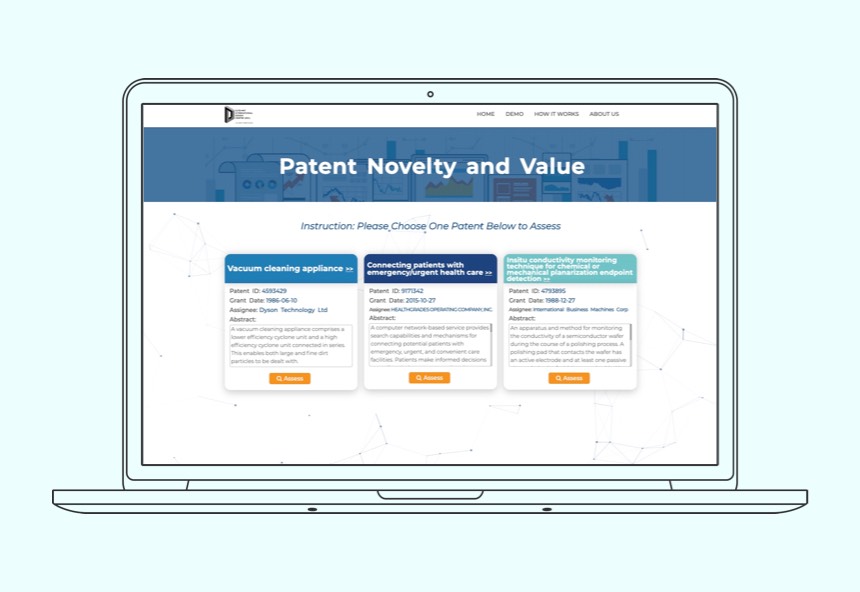 HOME DEMO HOW IT WORKS ABOUT US
Patent Novelty and Value
Instruction: Please Choose One Patent Below to Assess
Vacuum cleaning appliance >>
Patent ID: 4593429
Grant Date: 1986-06-10
Assignee: Dyson Technology Ltd
Abstract:
A vacuum cleaning appliance comprises a
lower efficiency cyclone unit and a high
efficiency cyclone unit connected in series.
This enables both large and fine dirt
particles to be dealt with.
Assess
Connecting patients with
emergency/urgent health care >>
Patent ID: 9171342
Grant Date: 2015-10-27
Assignee: HEALTHGRADES OPERATING COMPANY, INC.
Abstract:
A computer network-based service provides
search capabilities and mechanisms for
connecting potential patients with
emergency, urgent, and convenient care
facilities. Patients make informed decisions
Assess
Insitu conductivity monitoring
technique for chemical or
mechanical planarization endpoint
detection >>
Patent ID: 4793895
Grant Date: 1988-12-27
Assignee: International Business Machines Corp
Abstract:
An apparatus and method for monitoring
the conductivity of a semiconductor wafer
during the course of a polishing process. A
polishing pad that contacts the wafer has
an active electrode and at least one passive
Assess